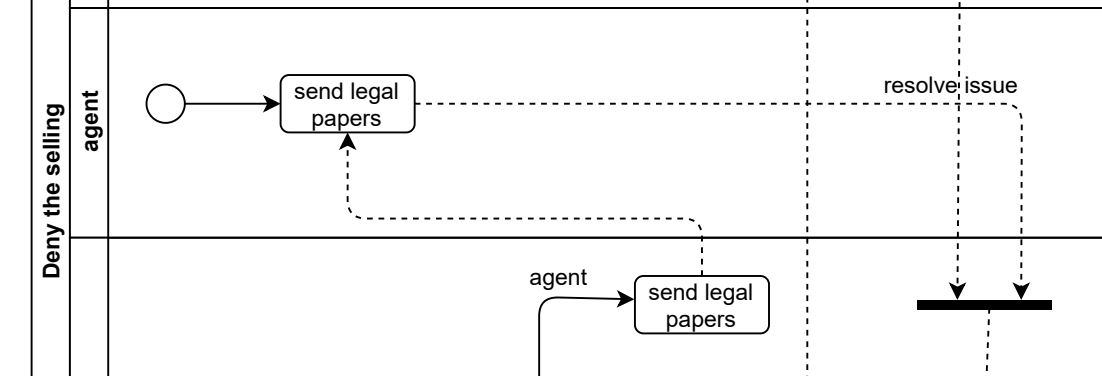 Deny the selling
agent
send legal
papers
resolve issue
agent
send legal
papers